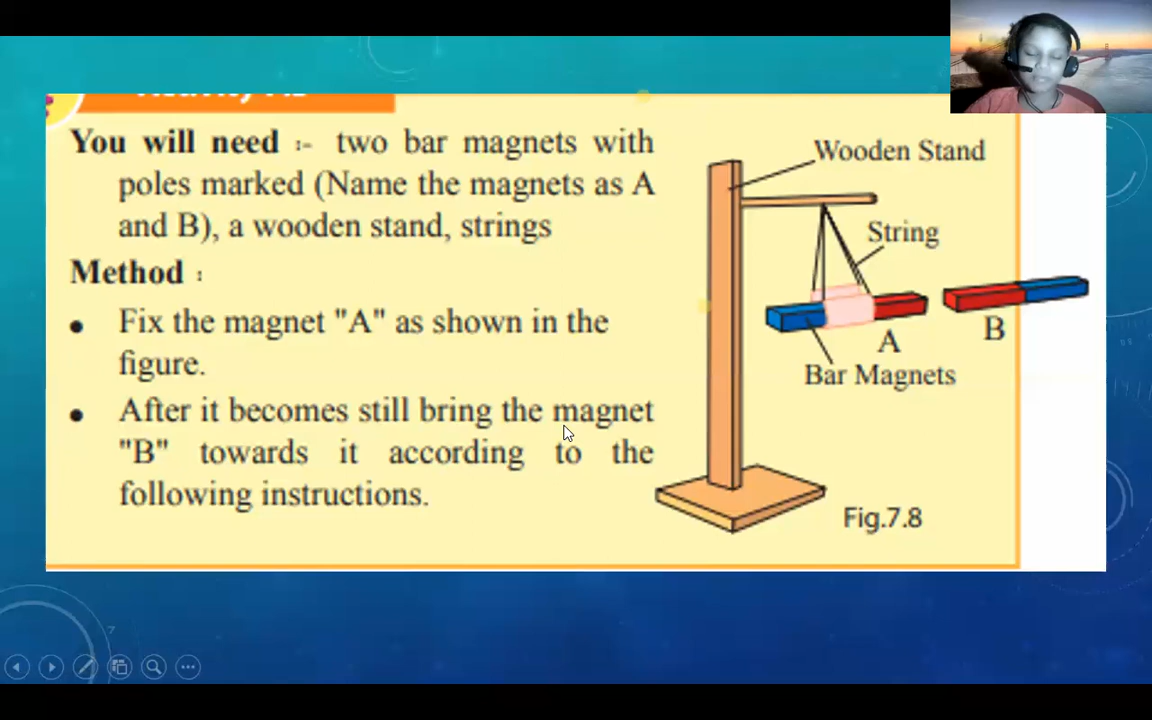 You will need :- two bar magnets with
poles marked (Name the magnets as A
and B), a wooden stand, strings
Method :
• Fix the magnet "A" as shown in the
figure.
• After it becomes still bring the magnet
"B" towards it according to the
following instructions.
Wooden Stand
String
A
B
Bar Magnets
Fig.7.8
7